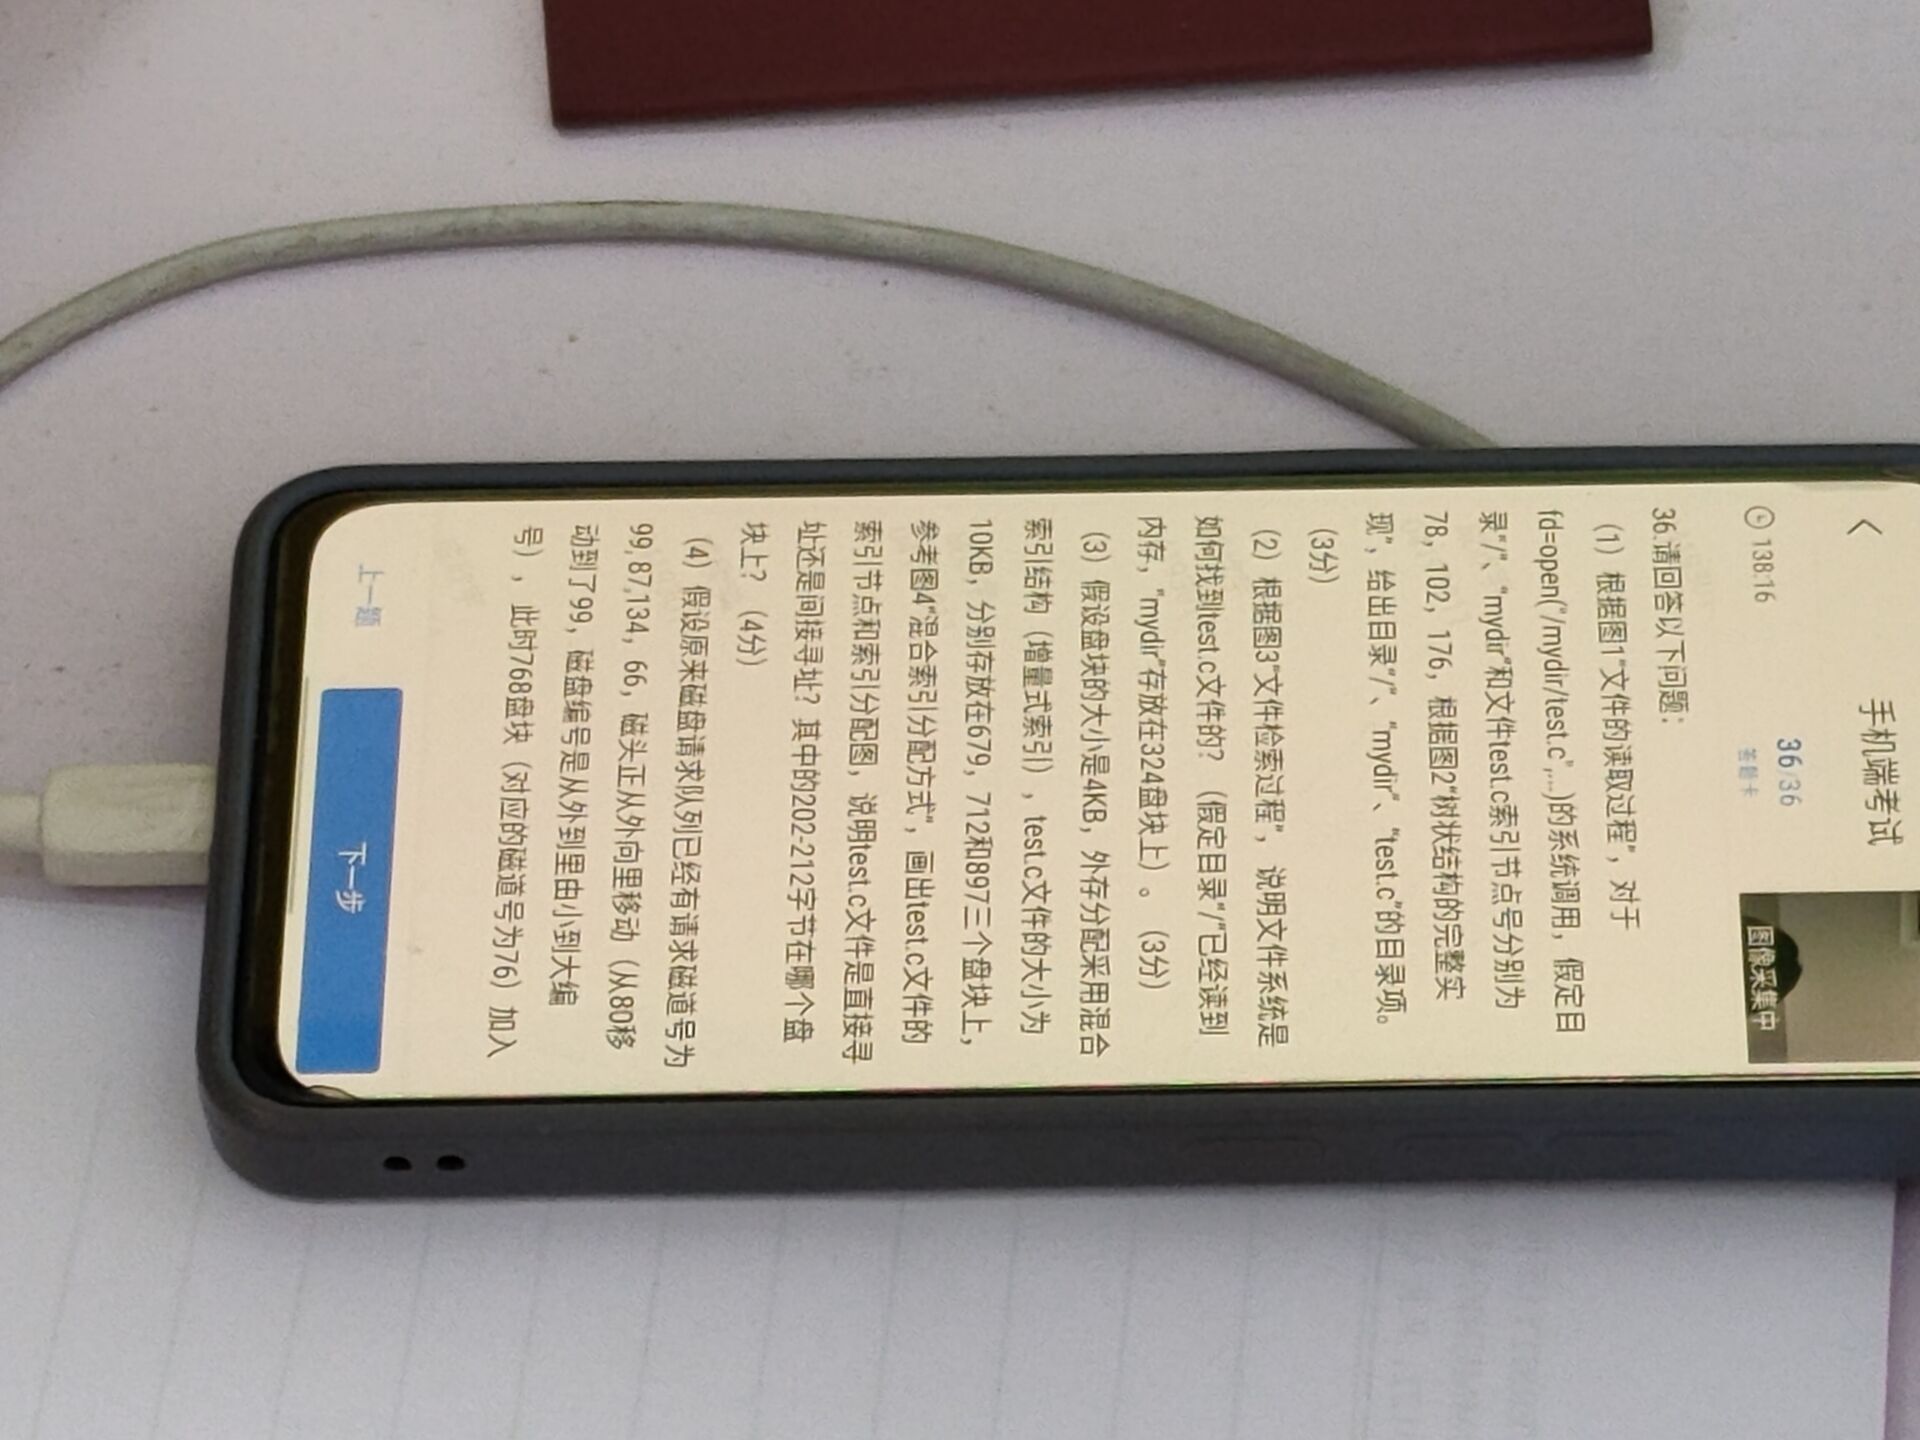 手机端考试
138:16
36/36
答题卡
图像采集中
36.请回答以下问题:
（1）根据图1“文件的读取过程”，对于
fd=open("/mydir/test.c",...)的系统调用，假定目
录“/”、“mydir”和文件test.c索引节点号分别为
78，102，176，根据图2“树状结构的完整实
现”，给出目录“/”、“mydir”、“test.c”的目录项。
（3分）
（2）根据图3“文件检索过程”，说明文件系统是
如何找到test.c文件的？（假定目录“/”已经读到
内存，“mydir”存放在324盘块上）。（3分）
（3）假设盘块的大小是4KB，外存分配采用混合
索引结构（增量式索引），test.c文件的大小为
10KB，分别存放在679，712和897三个盘块上，
参考图4“混合索引分配方式”，画出test.c文件的
索引节点和索引分配图，说明test.c文件是直接寻
址还是间接寻址？其中的202-212字节在哪个盘
块上？（4分）
（4）假设原来磁盘请求队列已经有请求磁道号为
99,87,134，66，磁头正从外向里移动（从80移
动到了99，磁盘编号是从外到里由小到大编
号），此时768盘块（对应的磁道号为76）加入
上一题
下一步